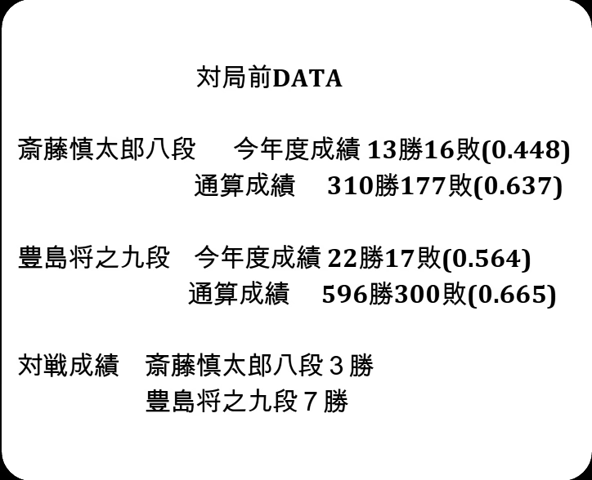 対局前DATA
斎藤慎太郎八段 今年度成績 13勝16敗(0.448)
通算成績 310勝177敗(0.637)
豊島将之九段 今年度成績 22勝17敗(0.564)
通算成績 596勝300敗(0.665)
対戦成績 斎藤慎太郎八段３勝
豊島将之九段７勝